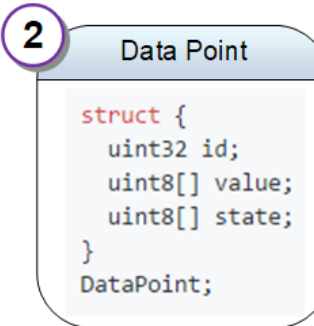 2
Data Point
struct {
  uint32 id;
  uint8[] value;
  uint8[] state;
}
DataPoint;